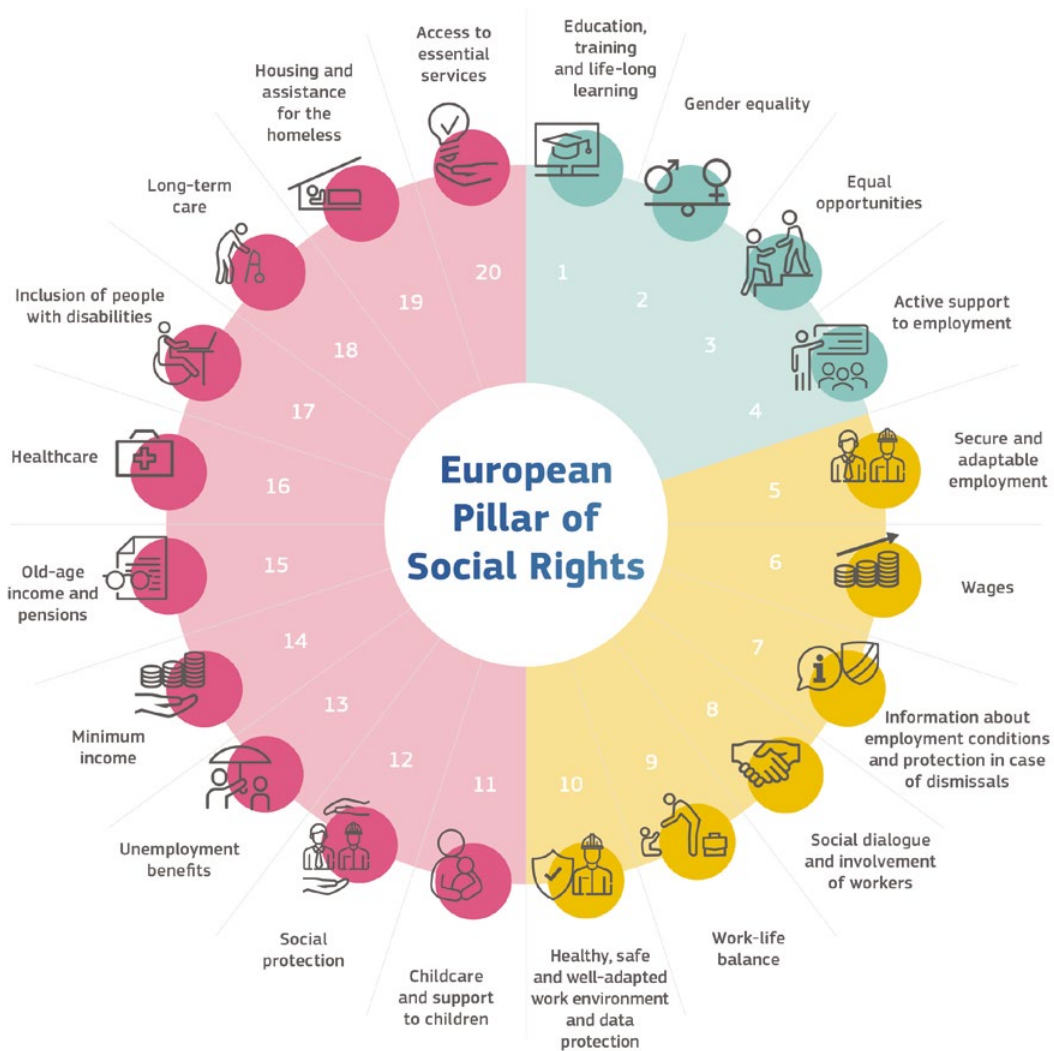 European
Pillar of
Social Rights
1
Education,
training
and life-long
learning
2
Gender equality
3
Equal
opportunities
4
Active support
to employment
5
Secure and
adaptable
employment
6
Wages
7
Information about
employment conditions
and protection in case
of dismissals
8
Social dialogue
and involvement
of workers
9
Work-life
balance
10
Healthy, safe
and well-adapted
work environment
and data
protection
11
Childcare
and support
to children
12
Social
protection
13
Unemployment
benefits
14
Minimum
income
15
Old-age
income and
pensions
16
Healthcare
17
Inclusion of people
with disabilities
18
Long-term
care
19
Housing and
assistance
for the
homeless
20
Access to
essential
services